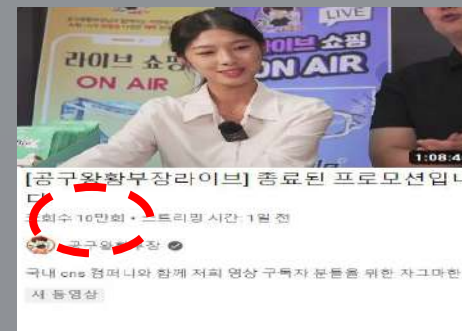 LIVE
라이브 쇼핑
ON AIR
라이브 쇼핑
ON AIR
1:08:4
[공구왕황부장라이브] 종료된 프로모션입니
다
조회수 10만회 • 스트리밍 시간: 1일 전
공구왕황부장
국내 cns 컴퍼니와 함께 저희 영상 구독자 분들을 위한 자그마한
새 동영상